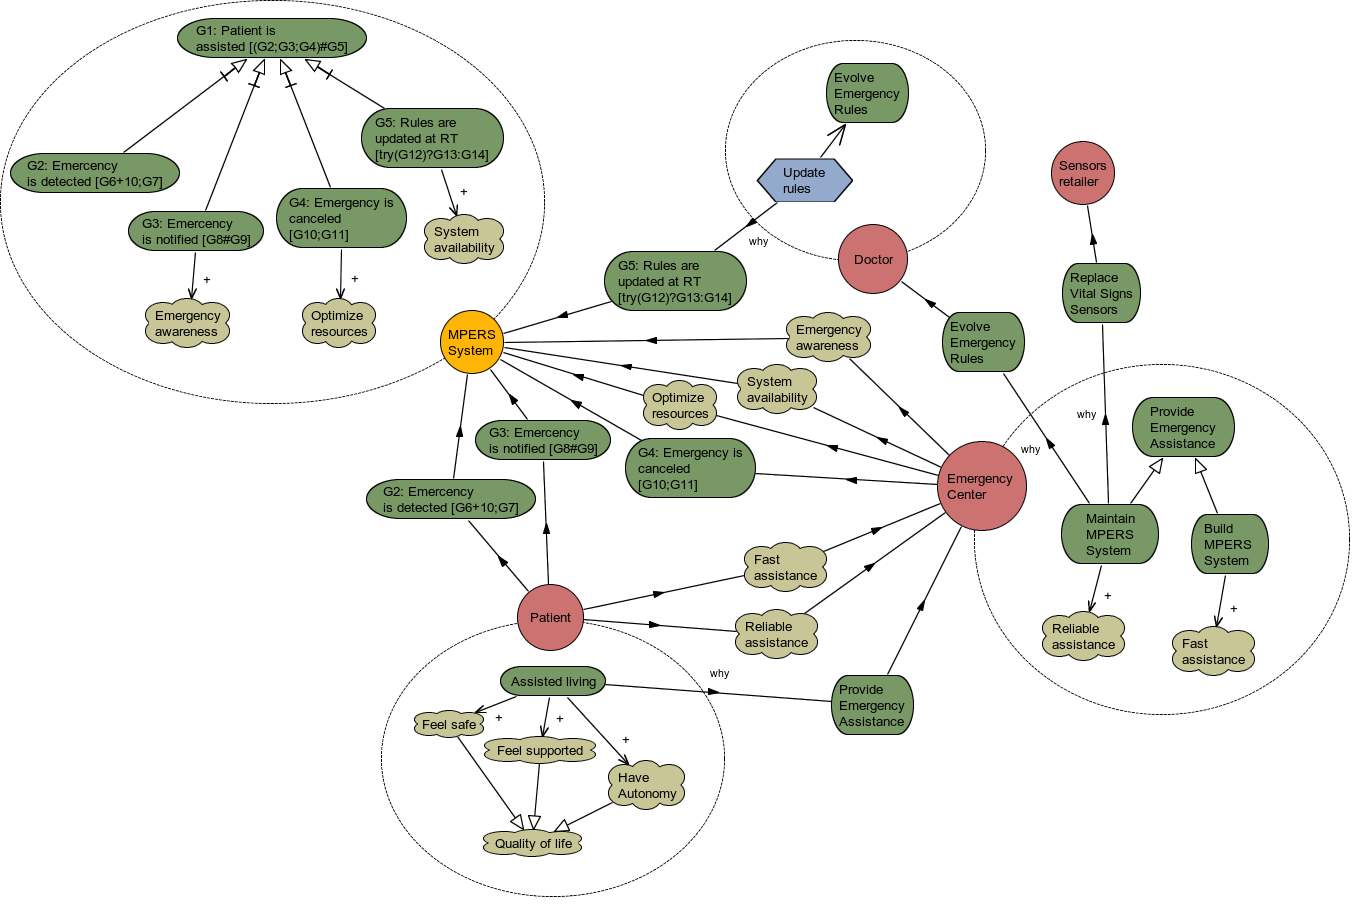 G1: Patient is
assisted [(G2;G3;G4)#G5]
G5: Rules are
updated at RT
[try(G12)?G13:G14]
G2: Emercency
is detected [G6+10;G7]
G3: Emercency
is notified [G8#G9]
G4: Emergency is
canceled
[G10;G11]
+
System
availability
+
Emergency
awareness
+
Optimize
resources
MPERS
System
Evolve
Emergency
Rules
Update
rules
why
Doctor
G5: Rules are
updated at RT
[try(G12)?G13:G14]
Sensors
retailer
Replace
Vital Signs
Sensors
Evolve
Emergency
Rules
Emergency
awareness
System
availability
Optimize
resources
G3: Emercency
is notified [G8#G9]
G4: Emergency is
canceled
[G10;G11]
G2: Emercency
is detected [G6+10;G7]
Emergency
Center
why
why
Provide
Emergency
Assistance
Maintain
MPERS
System
Build
MPERS
System
+
Reliable
assistance
+
Fast
assistance
Fast
assistance
Reliable
assistance
Patient
Assisted living
why
Provide
Emergency
Assistance
+
Feel safe
+
Feel supported
+
Have
Autonomy
Quality of life